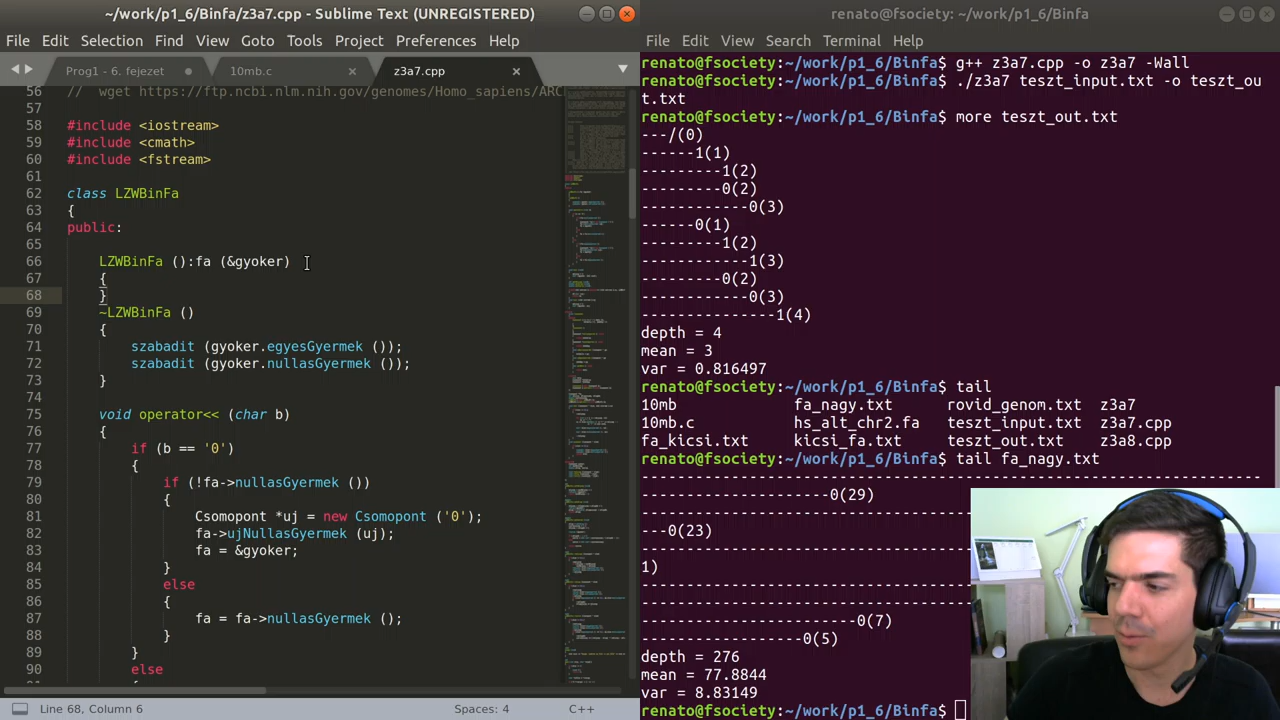 ~/work/p1_6/Binfa/z3a7.cpp - Sublime Text (UNREGISTERED)
File Edit Selection Find View Goto Tools Project Preferences Help
Prog1 - 6. fejezet
10mb.c
z3a7.cpp
56 // wget https://ftp.ncbi.nlm.nih.gov/genomes/Homo_sapiens/ARC
57
58 #include <iostream>
59 #include <cmath>
60 #include <fstream>
61
62 class LZWBinFa
63 {
64 public:
65
66 LZWBinFa ():fa (&gyoker)
67 {
68 }
69 ~LZWBinFa ()
70 {
71 szabadit (gyoker.egyesGyermek ());
72 szabadit (gyoker.nullasGyermek ());
73 }
74
75 void operator<< (char b)
76 {
77 if (b == '0')
78 {
79 if (!fa->nullasGyermek ())
80 {
81 Csomopont *uj = new Csomopont ('0');
82 fa->ujNullasGyermek (uj);
83 fa = &gyoker;
84 }
85 else
86 {
87 fa = fa->nullasGyermek ();
88 }
89 }
90 else
Line 68, Column 6
Spaces: 4
C++
renato@fsociety: ~/work/p1_6/Binfa
File Edit View Search Terminal Help
renato@fsociety:~/work/p1_6/Binfa$ g++ z3a7.cpp -o z3a7 -Wall
renato@fsociety:~/work/p1_6/Binfa$ ./z3a7 teszt_input.txt -o teszt_ou
t.txt
renato@fsociety:~/work/p1_6/Binfa$ more teszt_out.txt
---/(0)
------1(1)
---------1(2)
---------0(2)
------------0(3)
------0(1)
---------1(2)
------------1(3)
---------0(2)
------------0(3)
---------------1(4)
depth = 4
mean = 3
var = 0.816497
renato@fsociety:~/work/p1_6/Binfa$ tail
10mb fa_nagy.txt rovid_genom.txt z3a7
10mb.c hs_alt_chr2.fa teszt_input.txt z3a7.cpp
fa_kicsi.txt kicsi_fa.txt teszt_out.txt z3a8.cpp
renato@fsociety:~/work/p1_6/Binfa$ tail fa_nagy.txt
---------------------------------------------------------------------
---------------------0(29)
---------------------------------------------------------------------
---0(23)
1)
------------------------0(7)
------------------0(5)
depth = 276
mean = 77.8844
var = 8.83149
renato@fsociety:~/work/p1_6/Binfa$